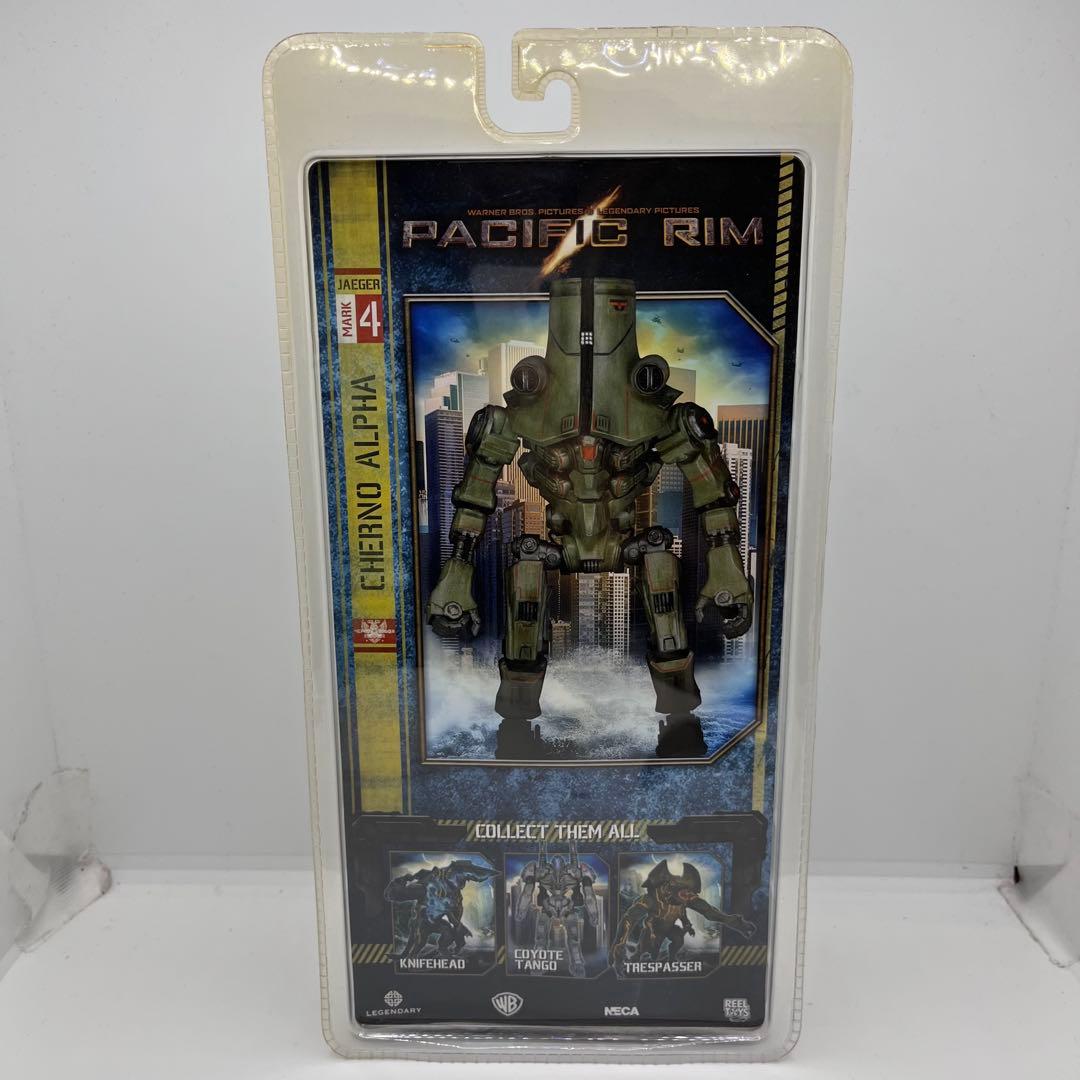 WARNER BROS. PICTURES LEGENDARY PICTURES
PACIFIC RIM
JAEGER
MARK 4
CHERNO ALPHA
COLLECT THEM ALL
KNIFEHEAD
COYOTE
TANGO
TRESPASSER
LEGENDARY
WB
NECA
REEL
TOYS